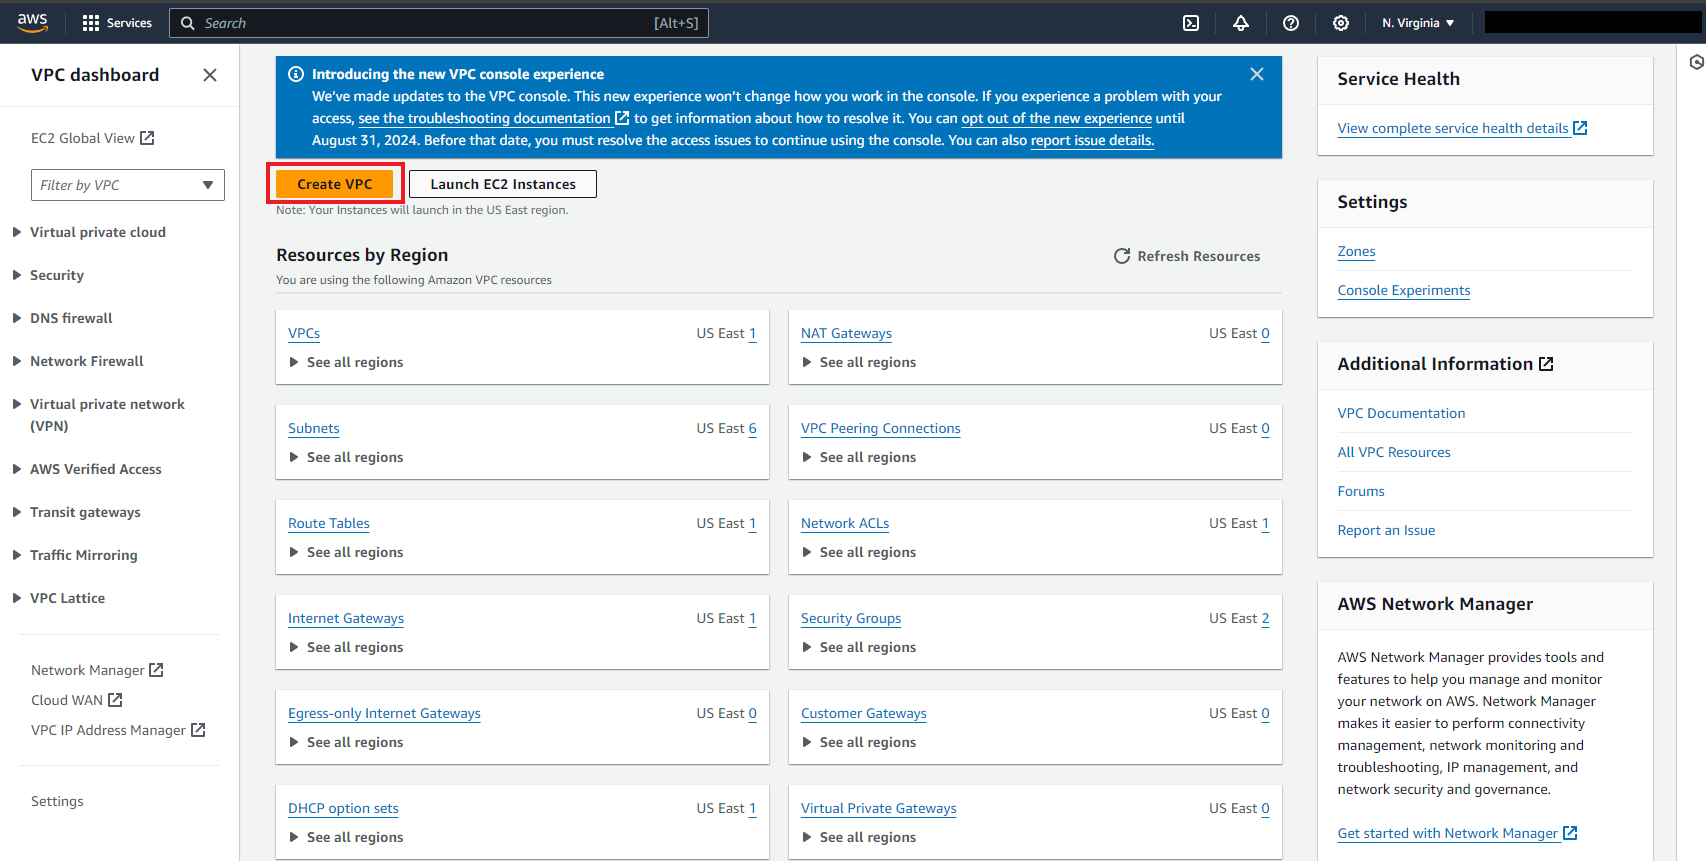 aws
Services
Search
[Alt+S]
N. Virginia
VPC dashboard
EC2 Global View
Filter by VPC
Virtual private cloud
Security
DNS firewall
Network Firewall
Virtual private network
(VPN)
AWS Verified Access
Transit gateways
Traffic Mirroring
VPC Lattice
Network Manager
Cloud WAN
VPC IP Address Manager
Settings
Introducing the new VPC console experience
We've made updates to the VPC console. This new experience won't change how you work in the console. If you experience a problem with your
access, see the troubleshooting documentation to get information about how to resolve it. You can opt out of the new experience until
August 31, 2024. Before that date, you must resolve the access issues to continue using the console. You can also report issue details.
Create VPC
Launch EC2 Instances
Note: Your Instances will launch in the US East region.
Resources by Region
Refresh Resources
You are using the following Amazon VPC resources
VPCs US East 1
See all regions
NAT Gateways US East 0
See all regions
Subnets US East 6
See all regions
VPC Peering Connections US East 0
See all regions
Route Tables US East 1
See all regions
Network ACLs US East 1
See all regions
Internet Gateways US East 1
See all regions
Security Groups US East 2
See all regions
Egress-only Internet Gateways US East 0
See all regions
Customer Gateways US East 0
See all regions
DHCP option sets US East 1
See all regions
Virtual Private Gateways US East 0
See all regions
Service Health
View complete service health details
Settings
Zones
Console Experiments
Additional Information
VPC Documentation
All VPC Resources
Forums
Report an Issue
AWS Network Manager
AWS Network Manager provides tools and
features to help you manage and monitor
your network on AWS. Network Manager
makes it easier to perform connectivity
management, network monitoring and
troubleshooting, IP management, and
network security and governance.
Get started with Network Manager